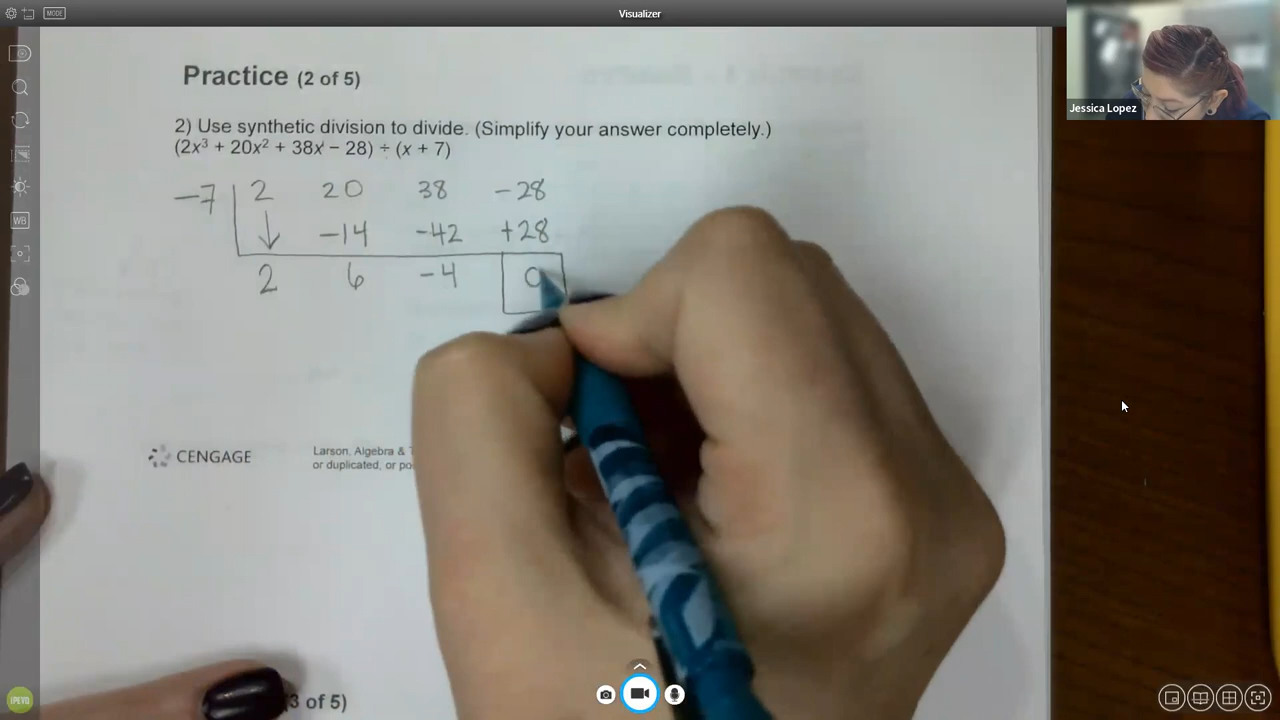 MODE
Visualizer
Jessica Lopez
Practice (2 of 5)
2) Use synthetic division to divide. (Simplify your answer completely.)
(2x³ + 20x² + 38x − 28) ÷ (x + 7)
−7 2 20 38 −28
−14 −42 +28
2 6 −4 0
CENGAGE
Larson, Algebra &
or duplicated, or
3 of 5)
IPEVO